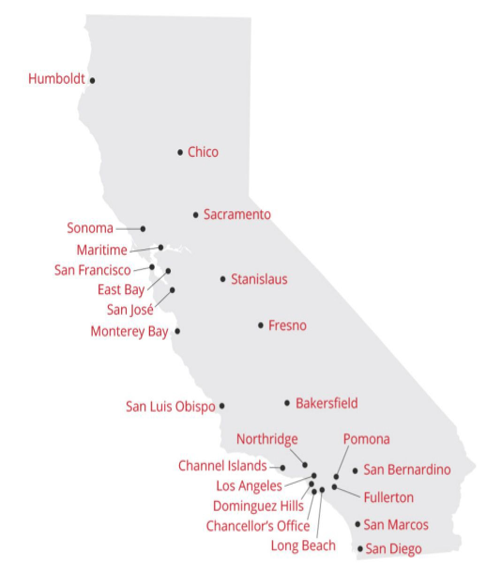 Humboldt
Chico
Sacramento
Sonoma
Maritime
San Francisco
East Bay
San José
Stanislaus
Monterey Bay
Fresno
San Luis Obispo
Bakersfield
Northridge
Pomona
Channel Islands
San Bernardino
Los Angeles
Fullerton
Dominguez Hills
Chancellor's Office
San Marcos
Long Beach
San Diego